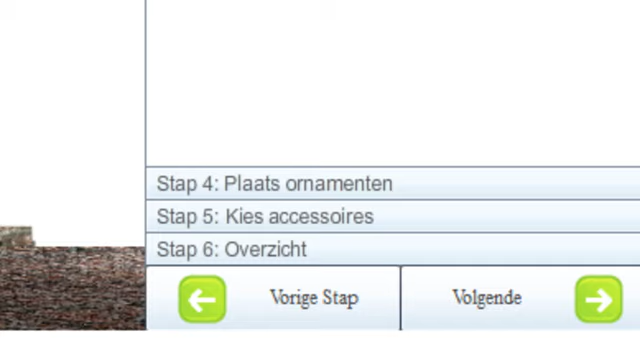 Stap 4: Plaats ornamenten
Stap 5: Kies accessoires
Stap 6: Overzicht
Vorige Stap
Volgende